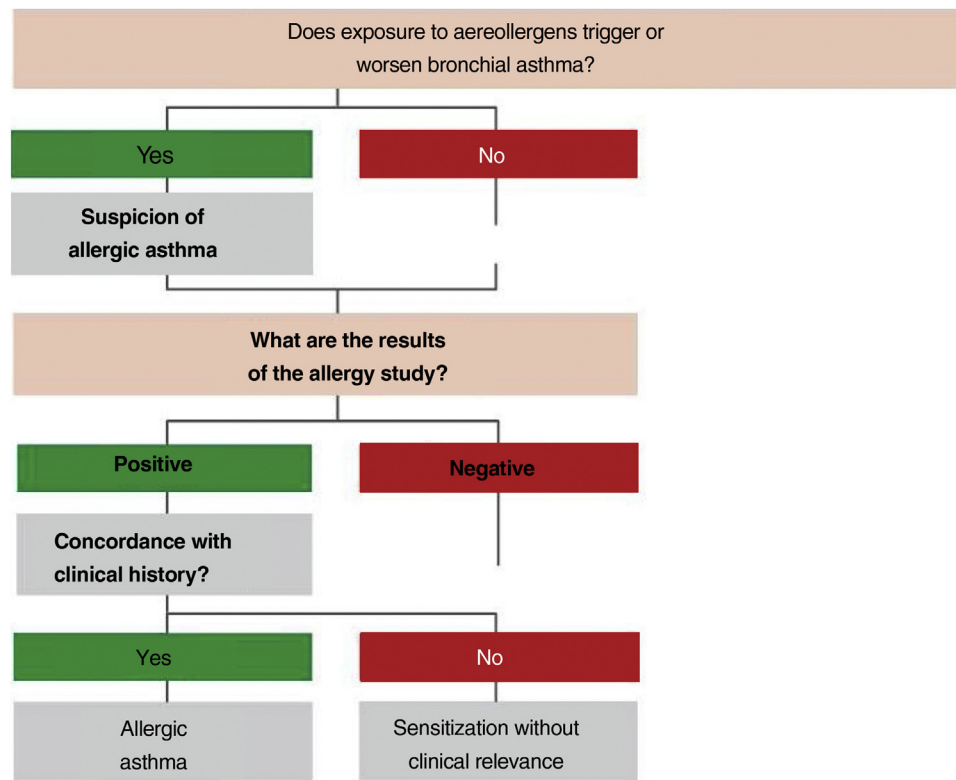 Does exposure to aereollergens trigger or
worsen bronchial asthma?
Yes
No
Suspicion of
allergic asthma
What are the results
of the allergy study?
Positive
Negative
Concordance with
clinical history?
Yes
No
Allergic
asthma
Sensitization without
clinical relevance